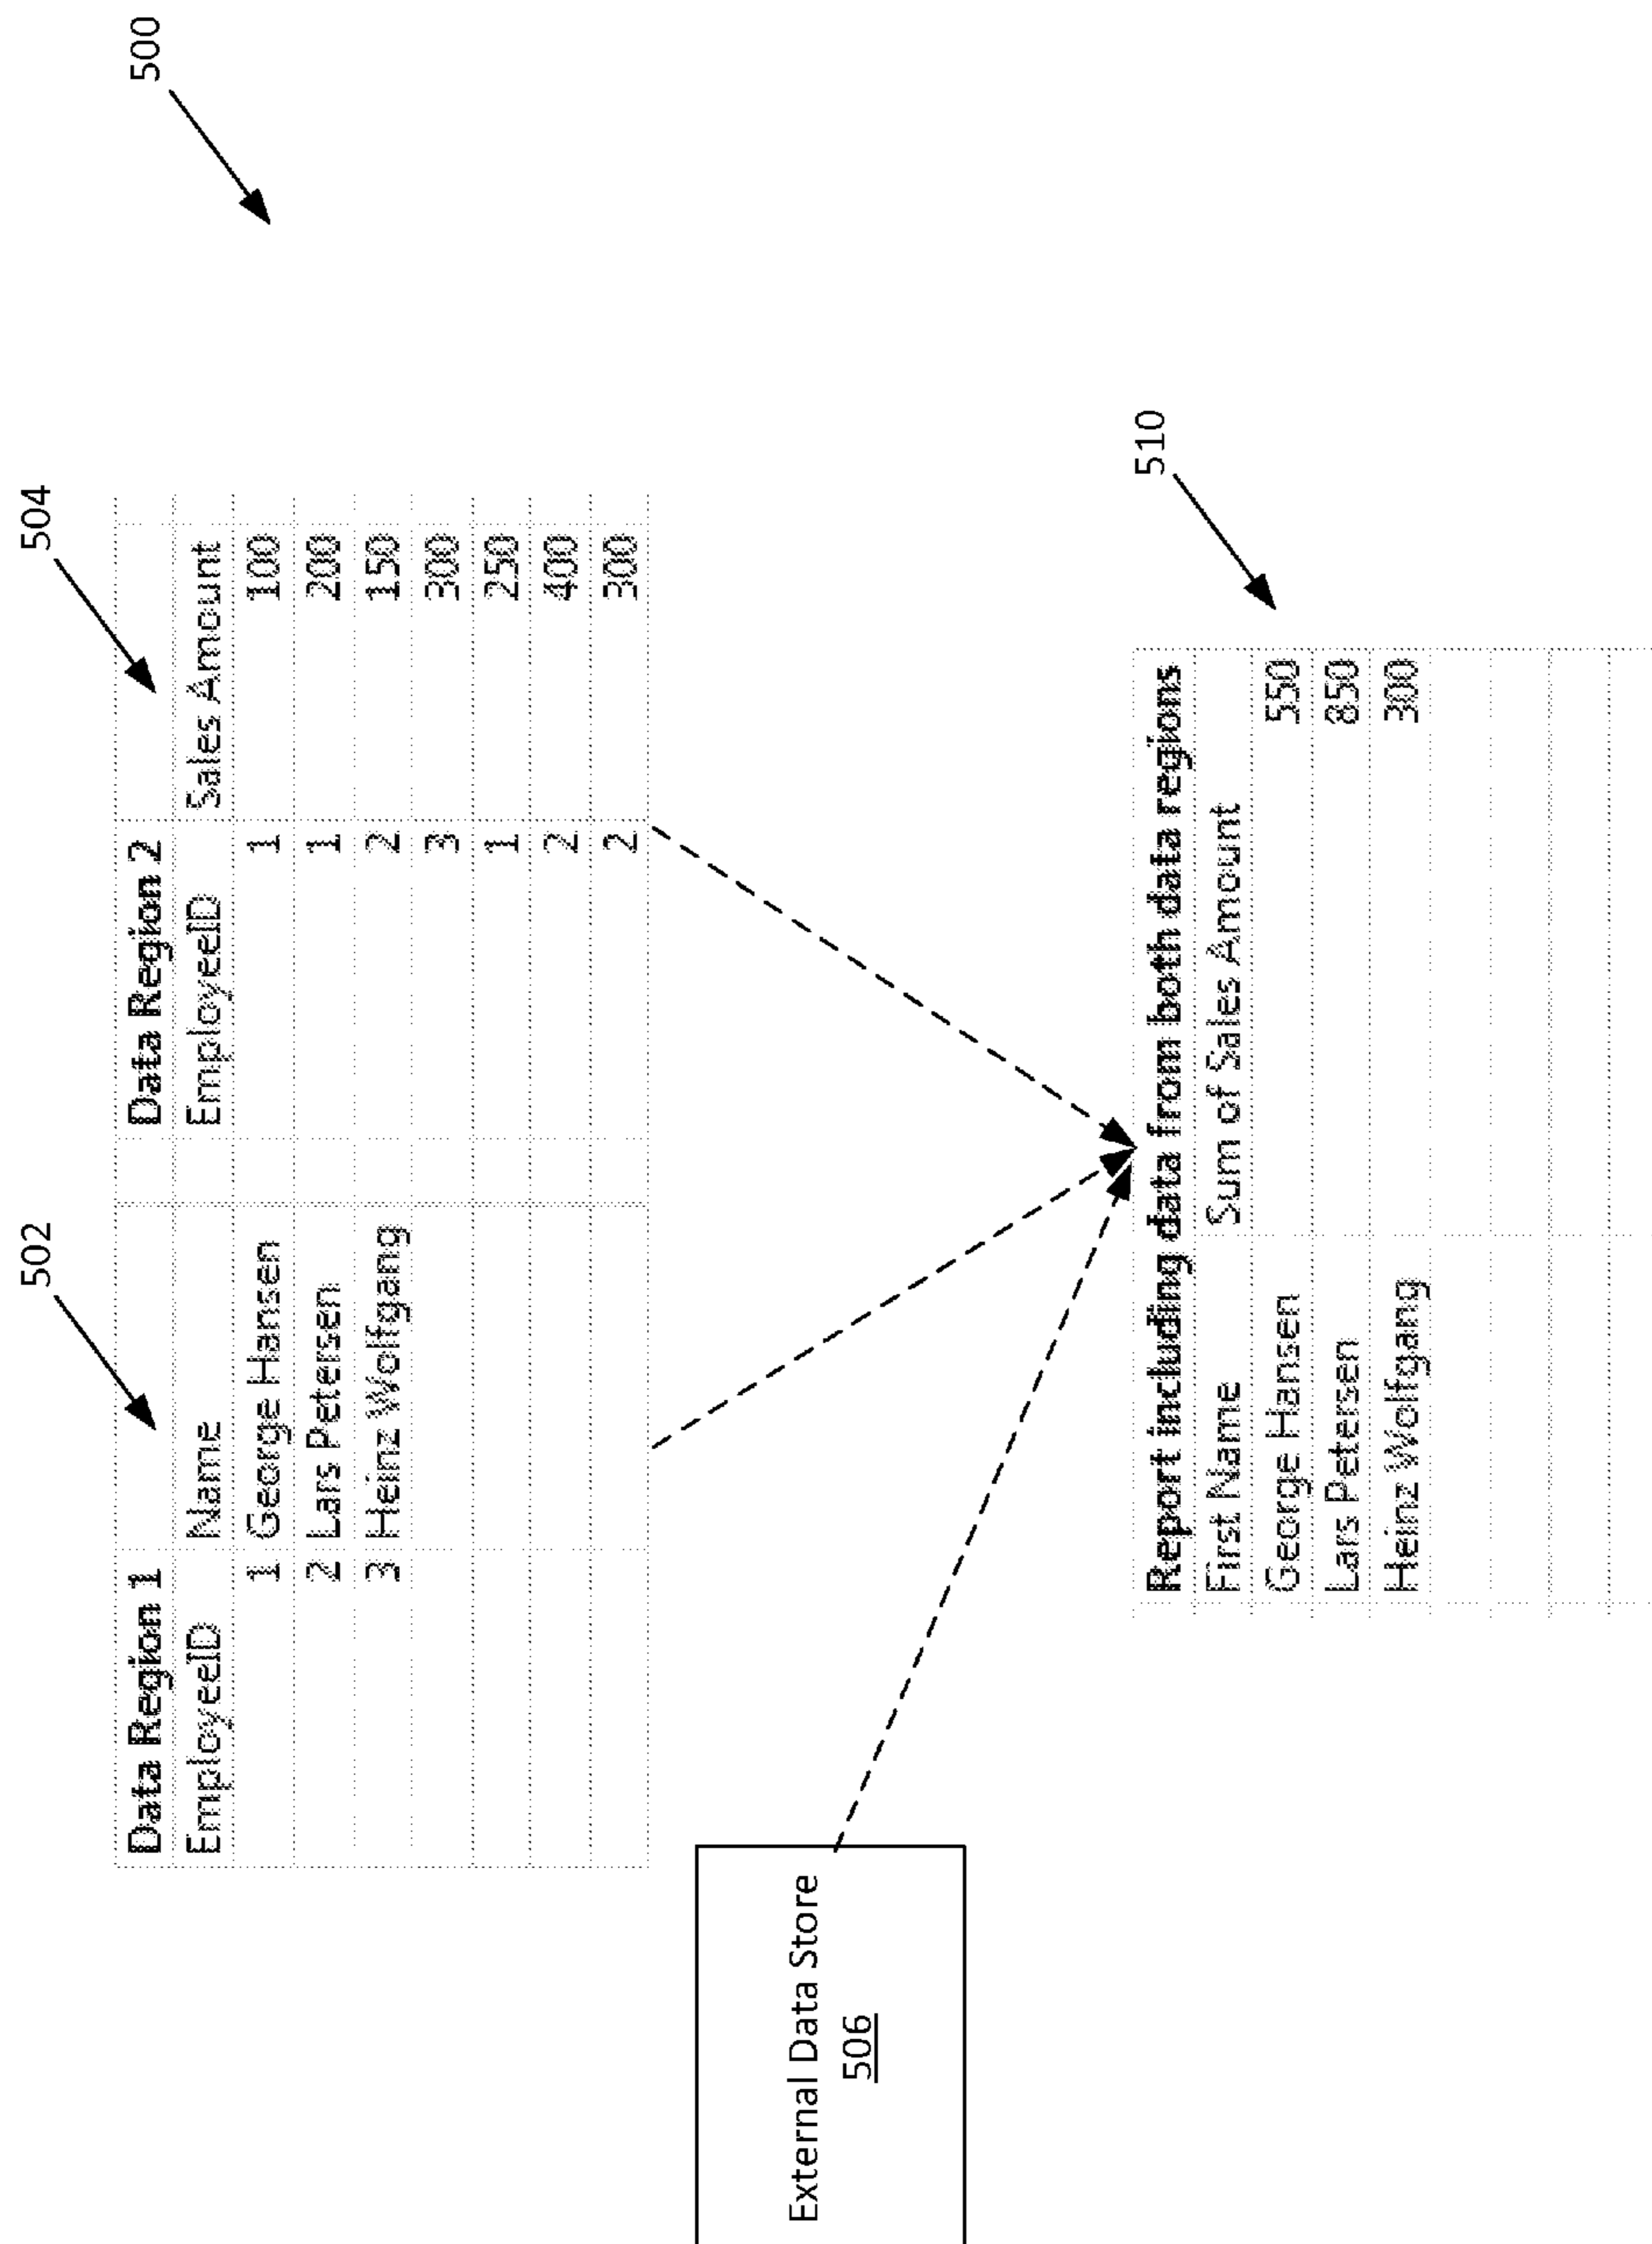 500
502
504
Data Region 1 Data Region 2
EmployeeID Name EmployeeID Sales Amount
1 George Hansen 1 100
2 Lars Petersen 1 200
3 Heinz Wolfgang 2 150
3 300
1 250
2 400
2 300
External Data Store
506
510
Report including data from both data regions
First Name Sum of Sales Amount
George Hansen 550
Lars Petersen 850
Heinz Wolfgang 300